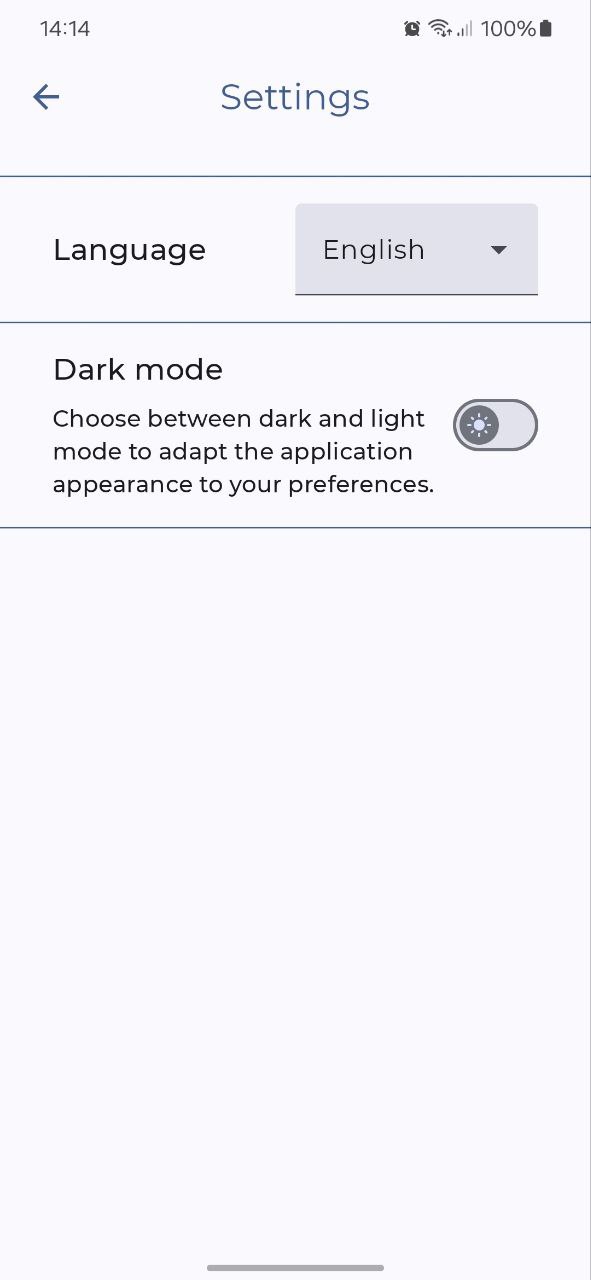 14:14 100%
Settings
Language English
Dark mode
Choose between dark and light
mode to adapt the application
appearance to your preferences.